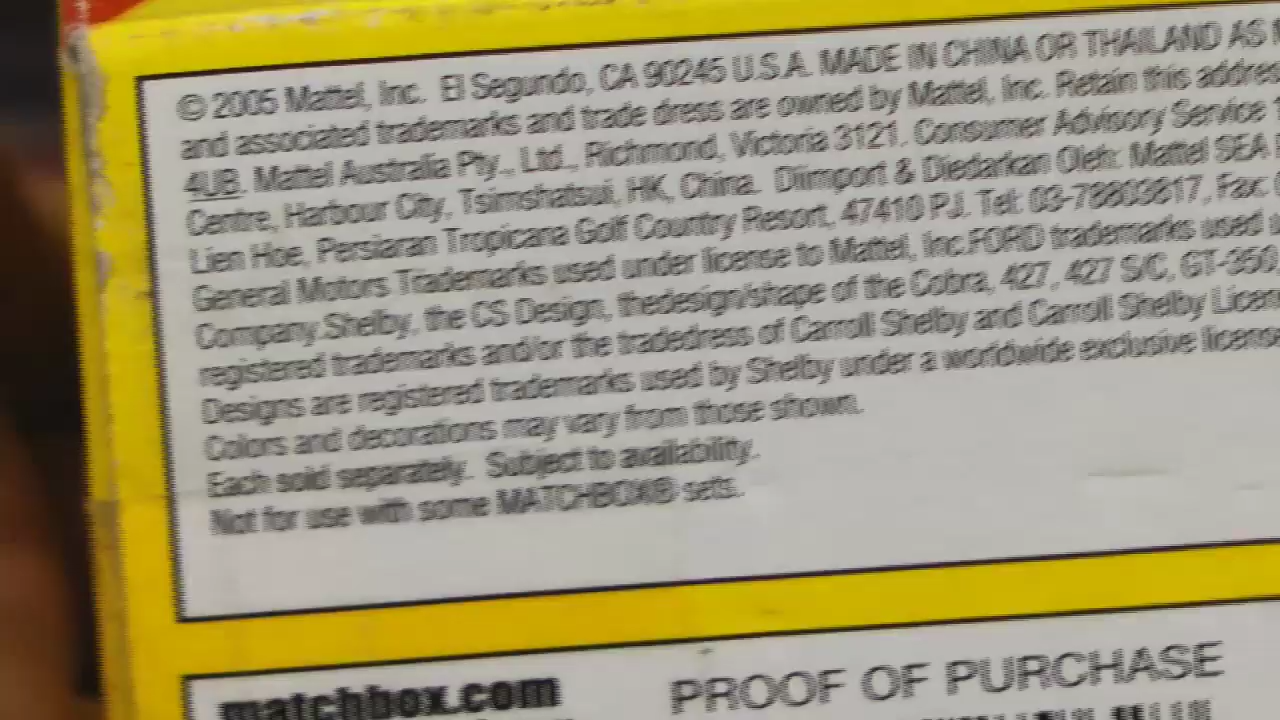 © 2005 Mattel, Inc. El Segundo, CA 90245 U.S.A. MADE IN CHINA OR THAILAND AS
and associated trademarks and trade dress are owned by Mattel, Inc. Retain this address
4UB. Mattel Australia Pty., Ltd., Richmond, Victoria 3121. Consumer Advisory Service
Centre, Harbour City, Tsimshatsui, HK, China. Diimport & Diedarkan Oleh: Mattel SEA
Lien Hoe, Persiaran Tropicana Golf Country Resort, 47410 PJ. Tel: 03-78803817, Fax:
General Motors Trademarks used under license to Mattel, Inc.FORD trademarks used
Company.Shelby, the CS Design, thedesign/shape of the Cobra, 427, 427 S/C, GT-350,
registered trademarks and/or the tradedress of Carroll Shelby and Carroll Shelby
Designs are registered trademarks used by Shelby under a worldwide exclusive license
Colors and decorations may vary from those shown.
Each sold separately. Subject to availability.
Not for use with some MATCHBOX® sets.
matchbox.com PROOF OF PURCHASE